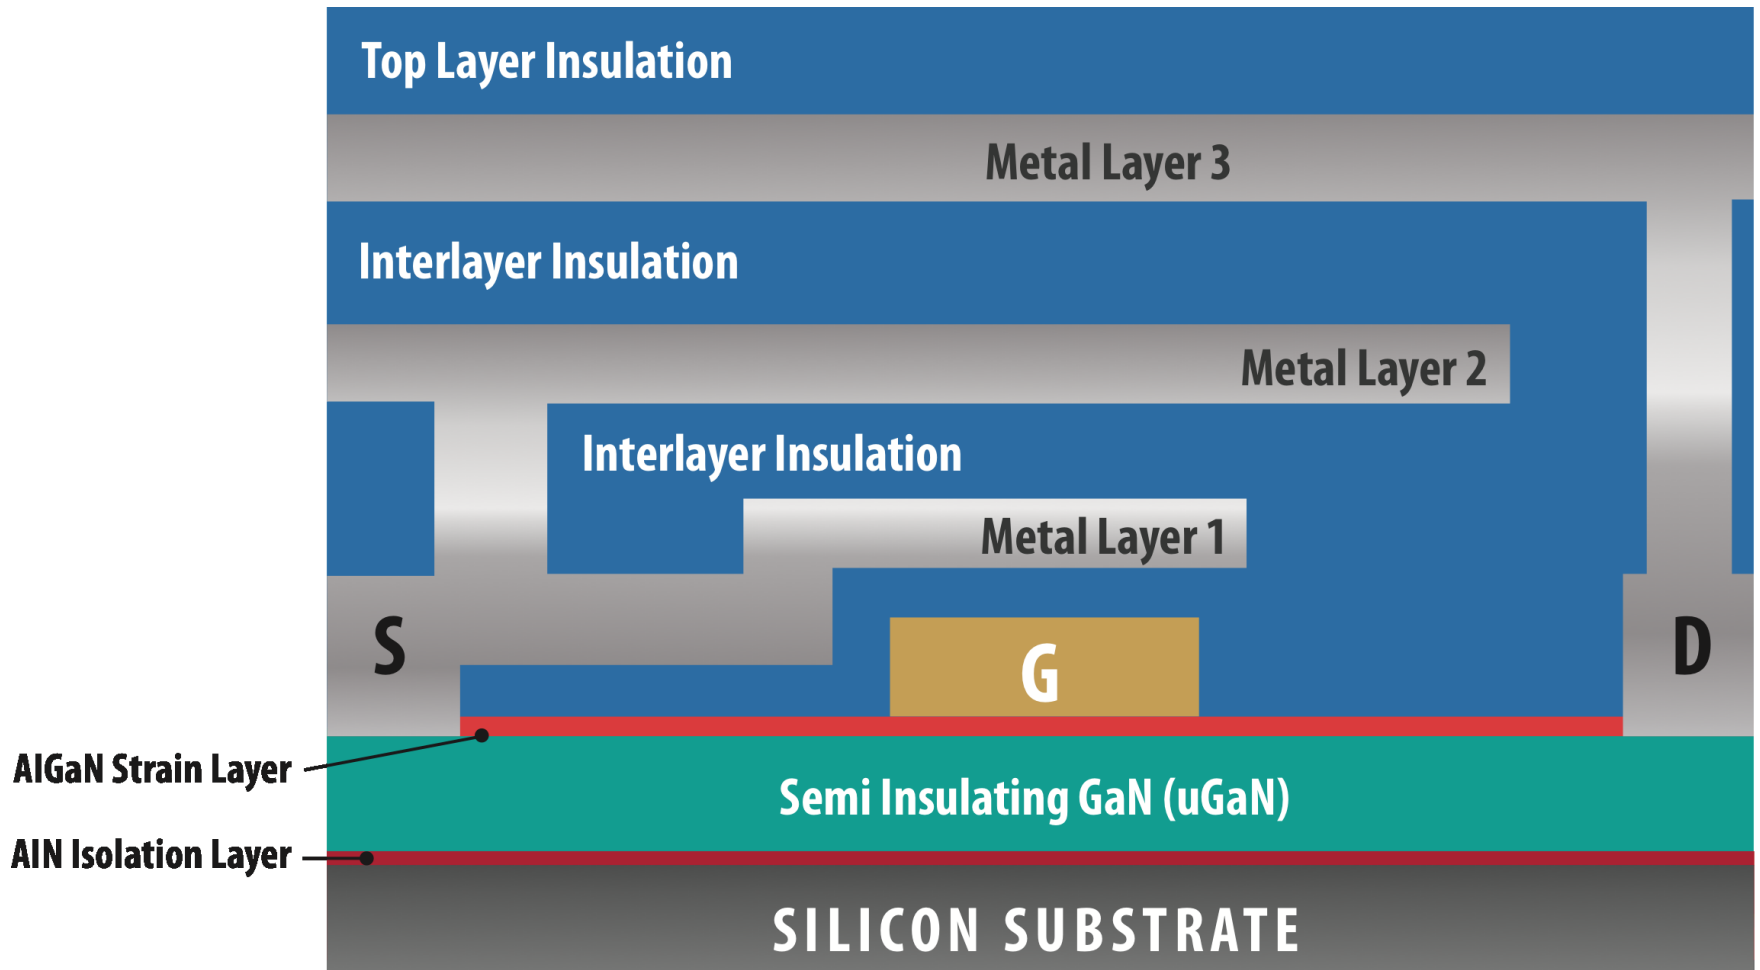 Top Layer Insulation
Metal Layer 3
Interlayer Insulation
Metal Layer 2
Interlayer Insulation
Metal Layer 1
S
G
D
AlGaN Strain Layer
Semi Insulating GaN (uGaN)
AIN Isolation Layer
SILICON SUBSTRATE